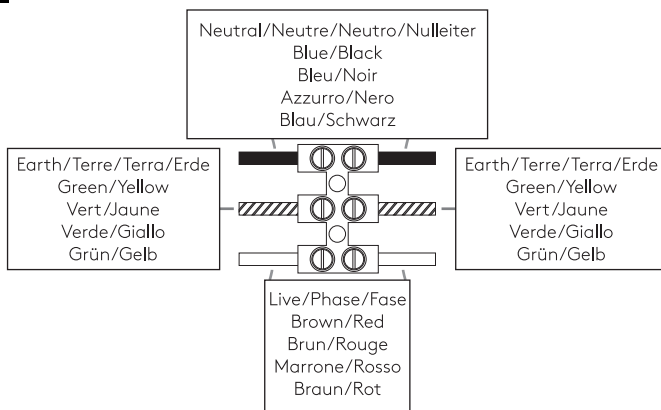 Neutral/Neutre/Neutro/Nulleiter
Blue/Black
Bleu/Noir
Azzurro/Nero
Blau/Schwarz
Earth/Terre/Terra/Erde
Green/Yellow
Vert/Jaune
Verde/Giallo
Grün/Gelb
Earth/Terre/Terra/Erde
Green/Yellow
Vert/Jaune
Verde/Giallo
Grün/Gelb
Live/Phase/Fase
Brown/Red
Brun/Rouge
Marrone/Rosso
Braun/Rot